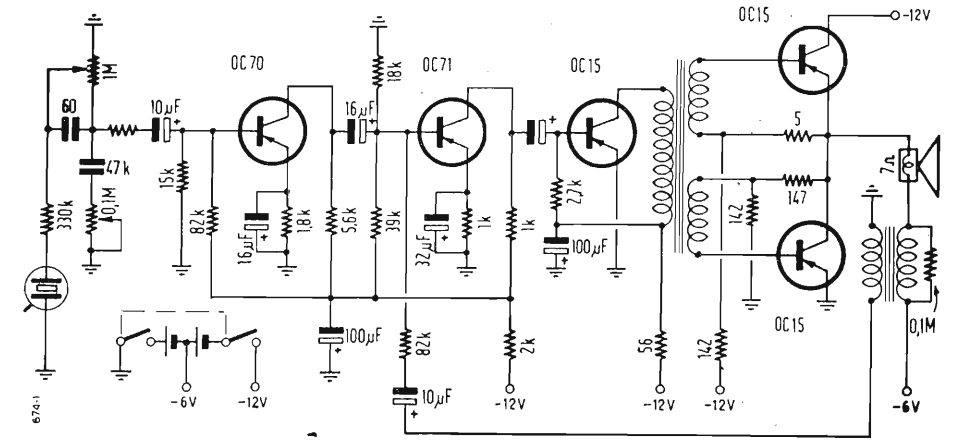 OC15
-12V
1M
OC70
18k
OC71
OC15
60
10µF
+
16µF
+
+
5
47k
15k
82k
2,7k
142
147
7Ω
330k
0,1M
16µF
+
1,8k
5,6k
39k
32µF
+
1k
1k
100µF
+
OC15
0,1M
100µF
+
82k
2k
56
142
-6V
-12V
10µF
+
-12V
-12V
-12V
-6V
674-1